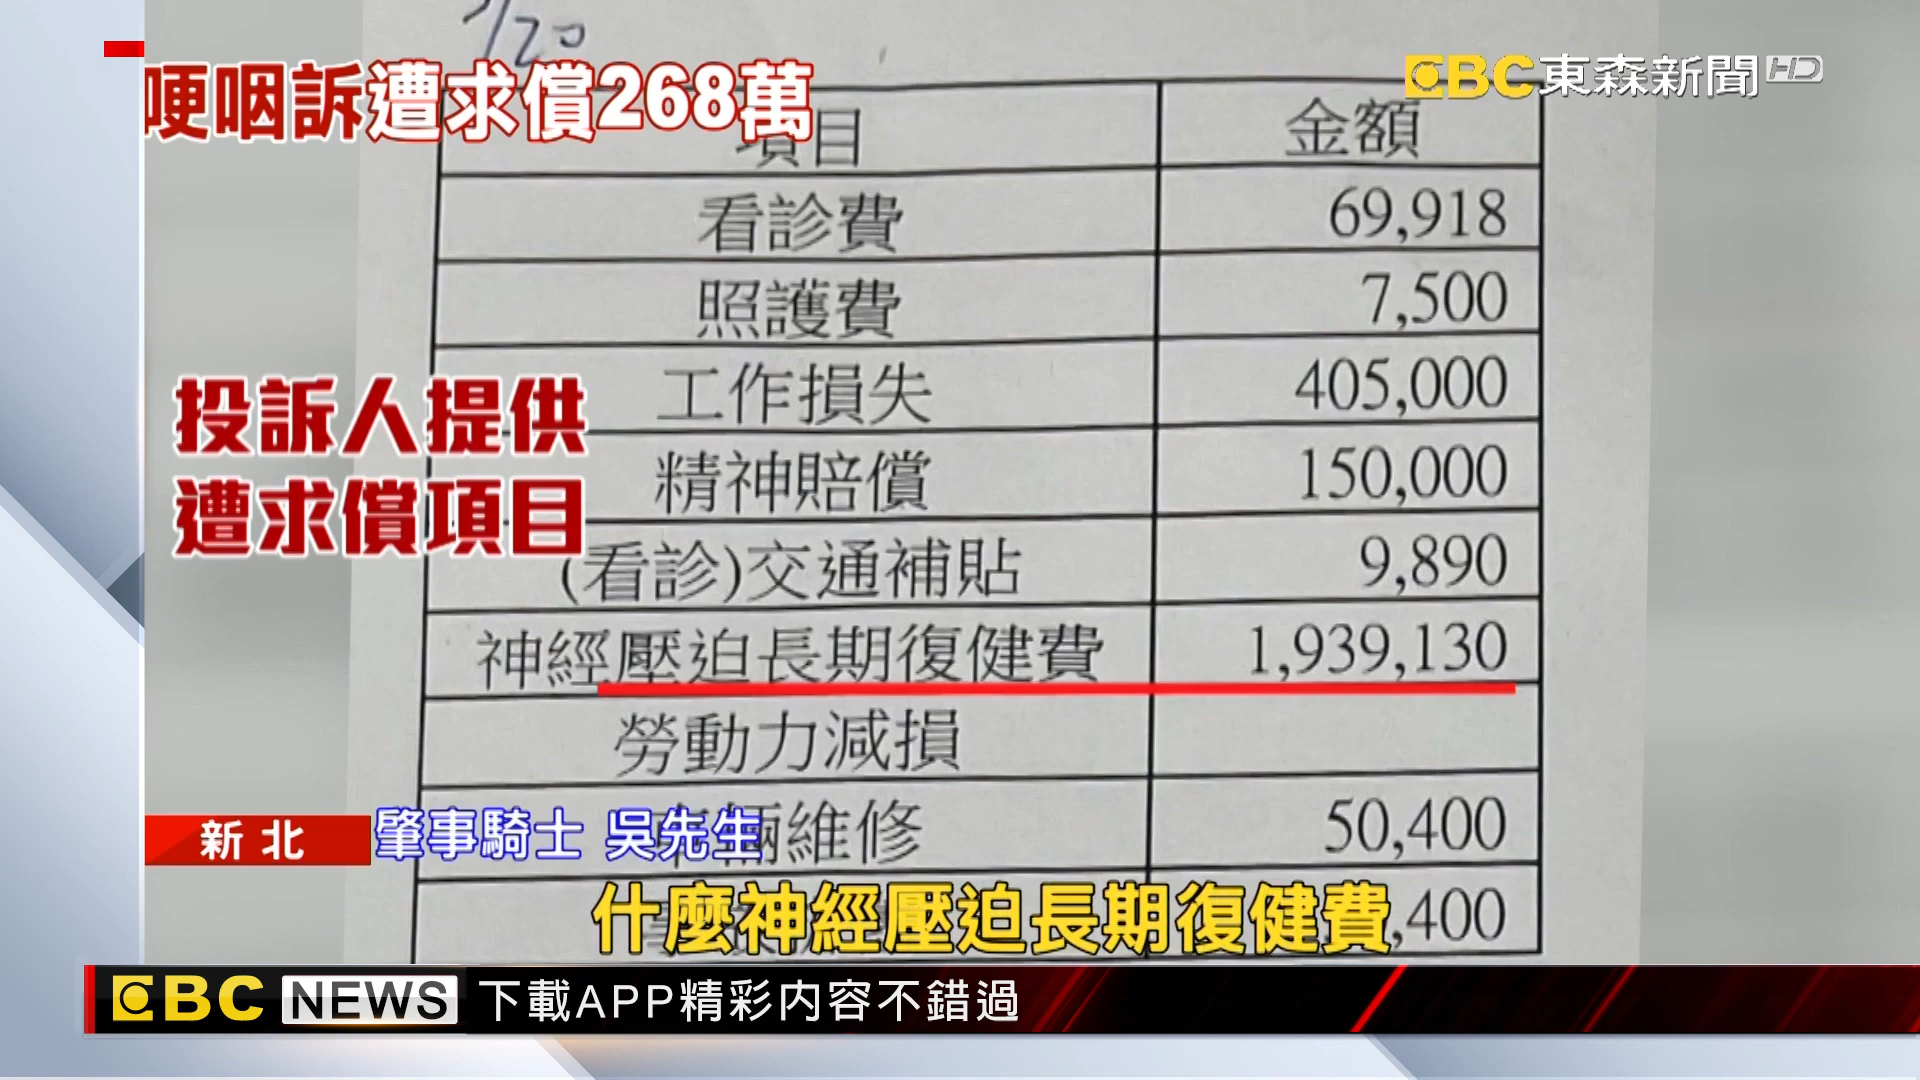 /20
EBC東森新聞HD
哽咽訴遭求償268萬
項目 金額
看診費 69,918
照護費 7,500
工作損失 405,000
投訴人提供
遭求償項目
精神賠償 150,000
(看診)交通補貼 9,890
神經壓迫長期復健費 1,939,130
勞動力減損
車輛維修 50,400
新北
肇事騎士 吳先生
,400
什麼神經壓迫長期復健費
EBC NEWS 下載APP精彩內容不錯過